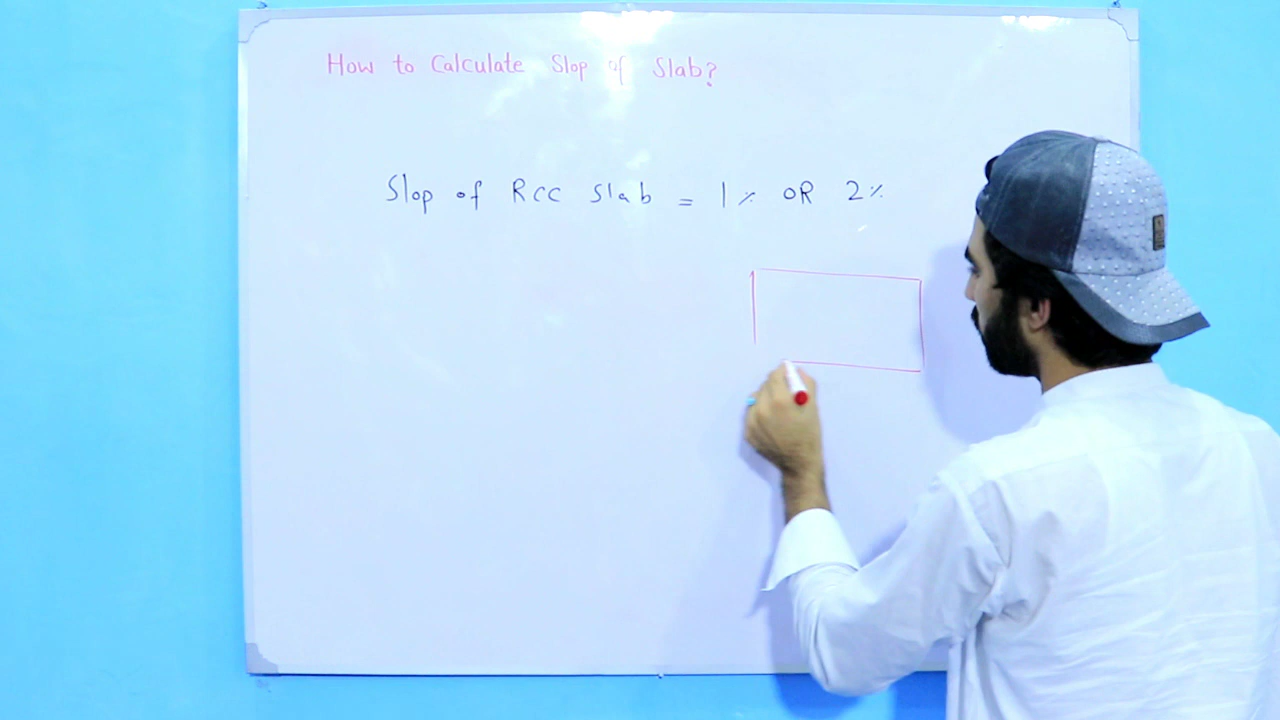 How to Calculate Slop of Slab?
Slop of Rcc Slab = 1% OR 2%